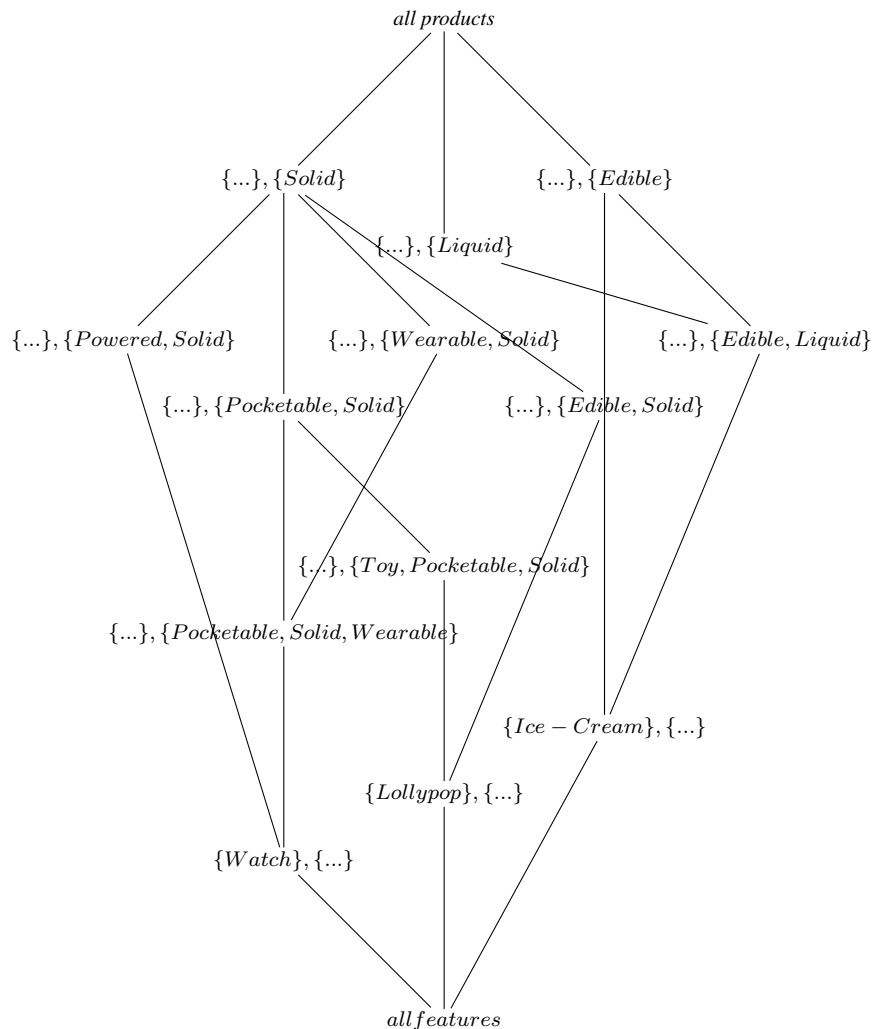 all products
{...}, {Solid}
{...}, {Edible}
{...}, {Liquid}
{...}, {Powered, Solid}
{...}, {Wearable, Solid}
{...}, {Edible, Liquid}
{...}, {Pocketable, Solid}
{...}, {Edible, Solid}
{...}, {Toy, Pocketable, Solid}
{...}, {Pocketable, Solid, Wearable}
{Ice − Cream}, {...}
{Lollypop}, {...}
{Watch}, {...}
allfeatures